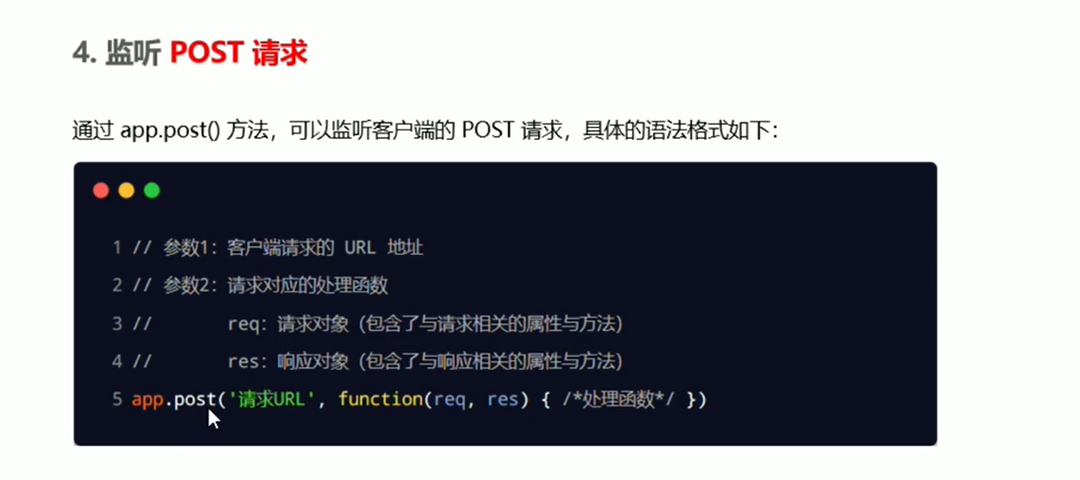 4. 监听 POST 请求
通过 app.post() 方法，可以监听客户端的 POST 请求，具体的语法格式如下：
1 // 参数1：客户端请求的 URL 地址
2 // 参数2：请求对应的处理函数
3 //       req：请求对象（包含了与请求相关的属性与方法）
4 //       res：响应对象（包含了与响应相关的属性与方法）
5 app.post('请求URL', function(req, res) { /*处理函数*/ })